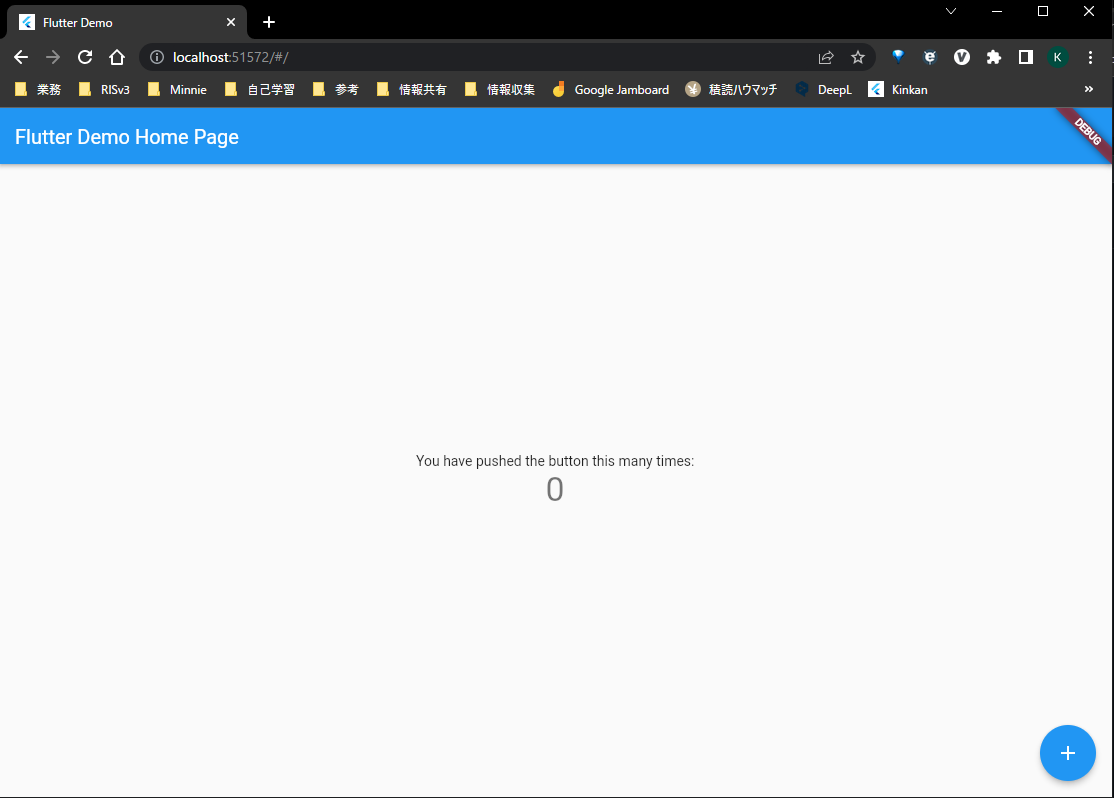 Flutter Demo
localhost:51572/#/
K
業務 RISv3 Minnie 自己学習 参考 情報共有 情報収集 Google Jamboard 積読ハウマッチ DeepL Kinkan
Flutter Demo Home Page
DEBUG
You have pushed the button this many times:
0